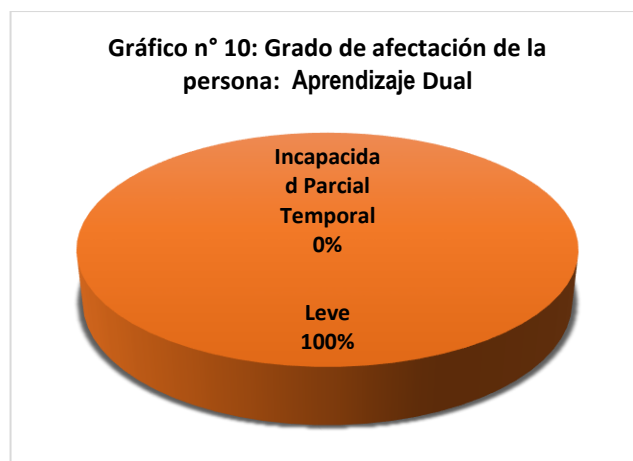 Gráfico n° 10: Grado de afectación de la
persona: Aprendizaje Dual
Incapacida
d Parcial
Temporal
0%
Leve
100%